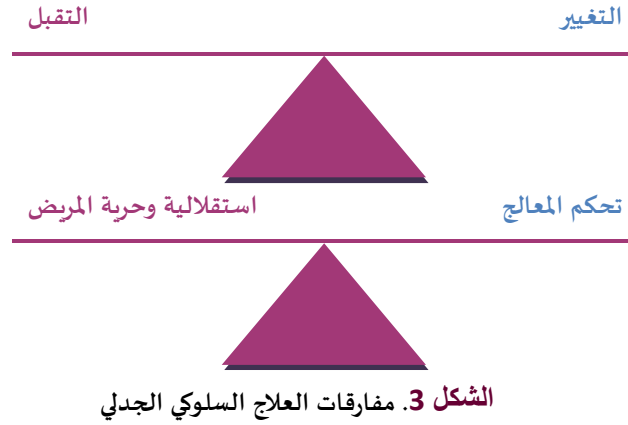 التغيير التقبل
تحكم المعالج استقلالية وحرية المريض
الشكل 3. مفارقات العلاج السلوكي الجدلي